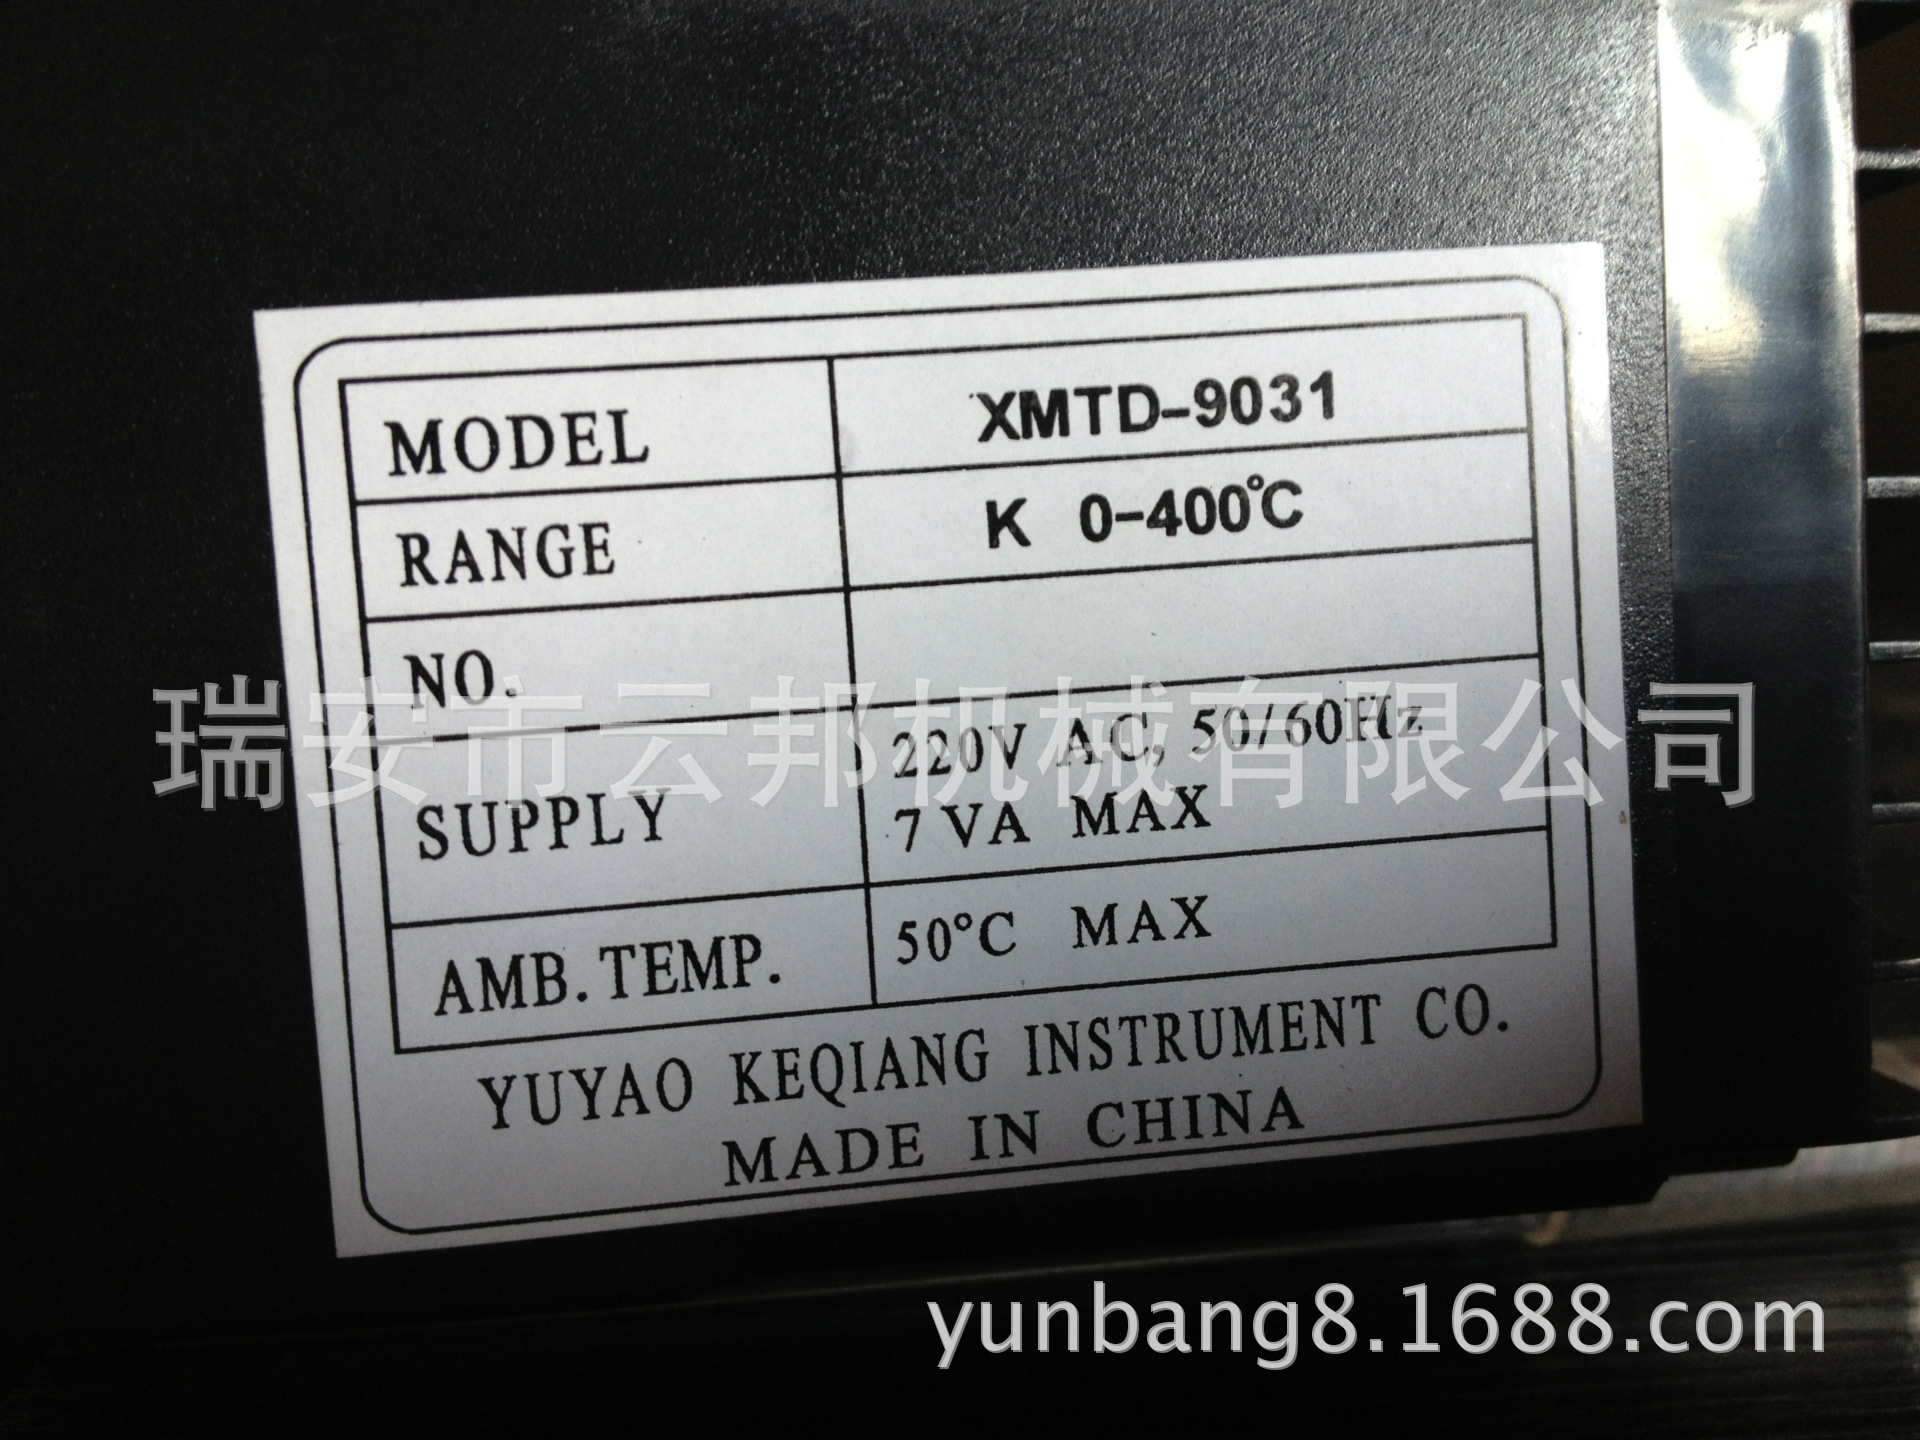 MODEL XMTD-9031
RANGE K 0-400℃
NO.
瑞安市云邦机械有限公司
SUPPLY 220V AC, 50/60Hz
7 VA MAX
AMB. TEMP. 50°C MAX
YUYAO KEQIANG INSTRUMENT CO.
MADE IN CHINA
yunbang8.1688.com